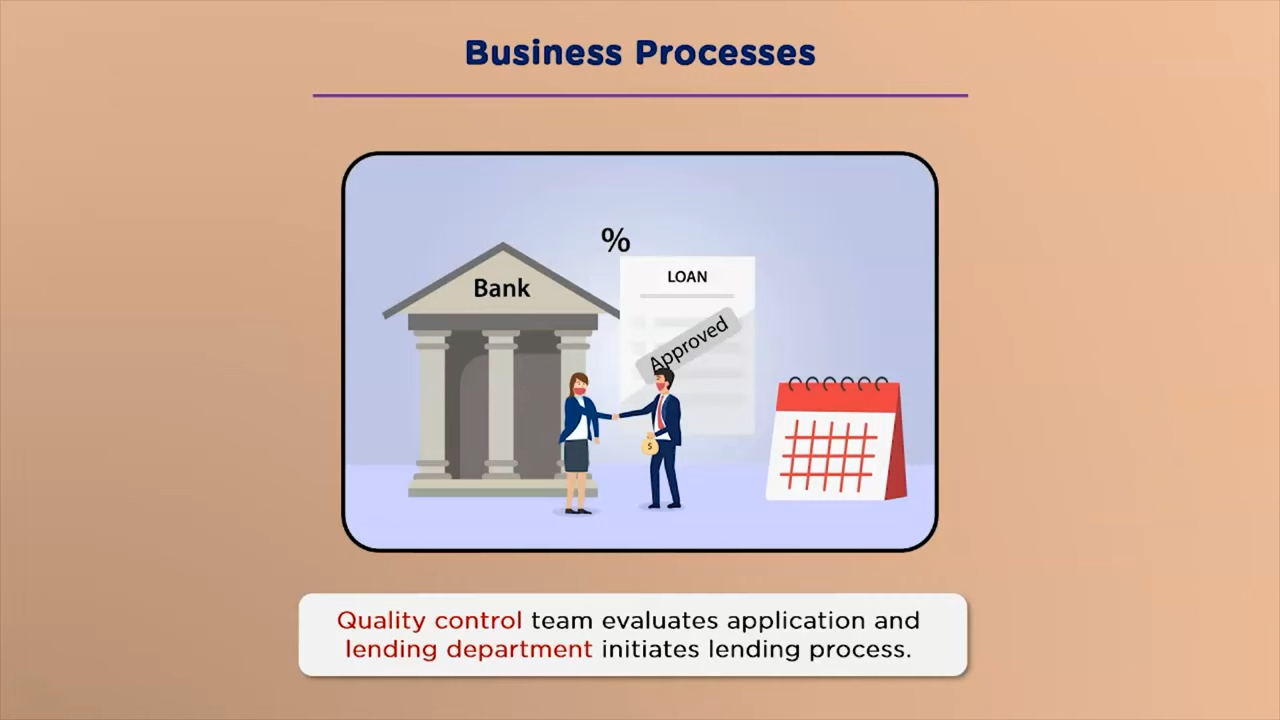 Business Processes
%
Bank
LOAN
Approved
$
Quality control team evaluates application and
lending department initiates lending process.